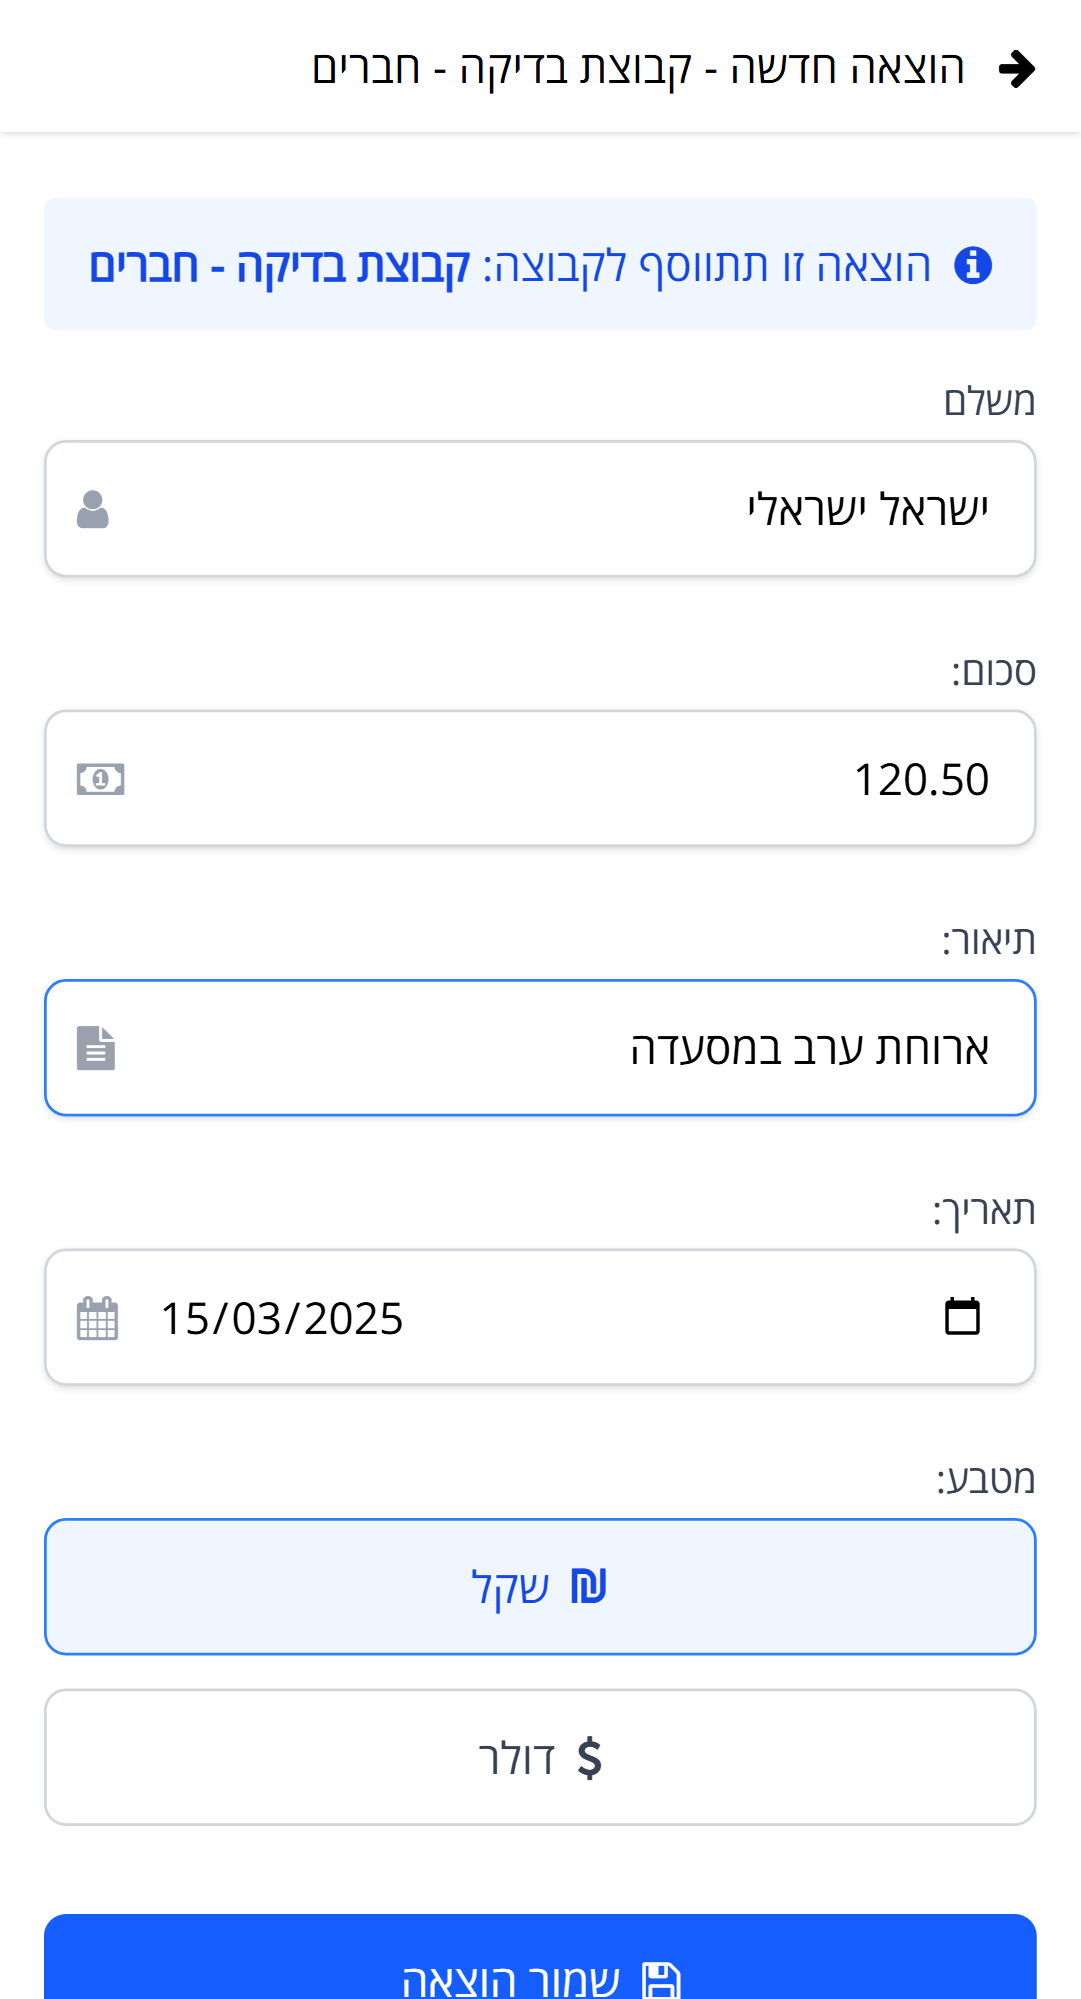 הוצאה חדשה - קבוצת בדיקה - חברים
הוצאה זו תתווסף לקבוצה: קבוצת בדיקה - חברים
משלם
ישראל ישראלי
סכום:
120.50
תיאור:
ארוחת ערב במסעדה
תאריך:
15/03/2025
מטבע:
₪ שקל
$ דולר
שמור הוצאה